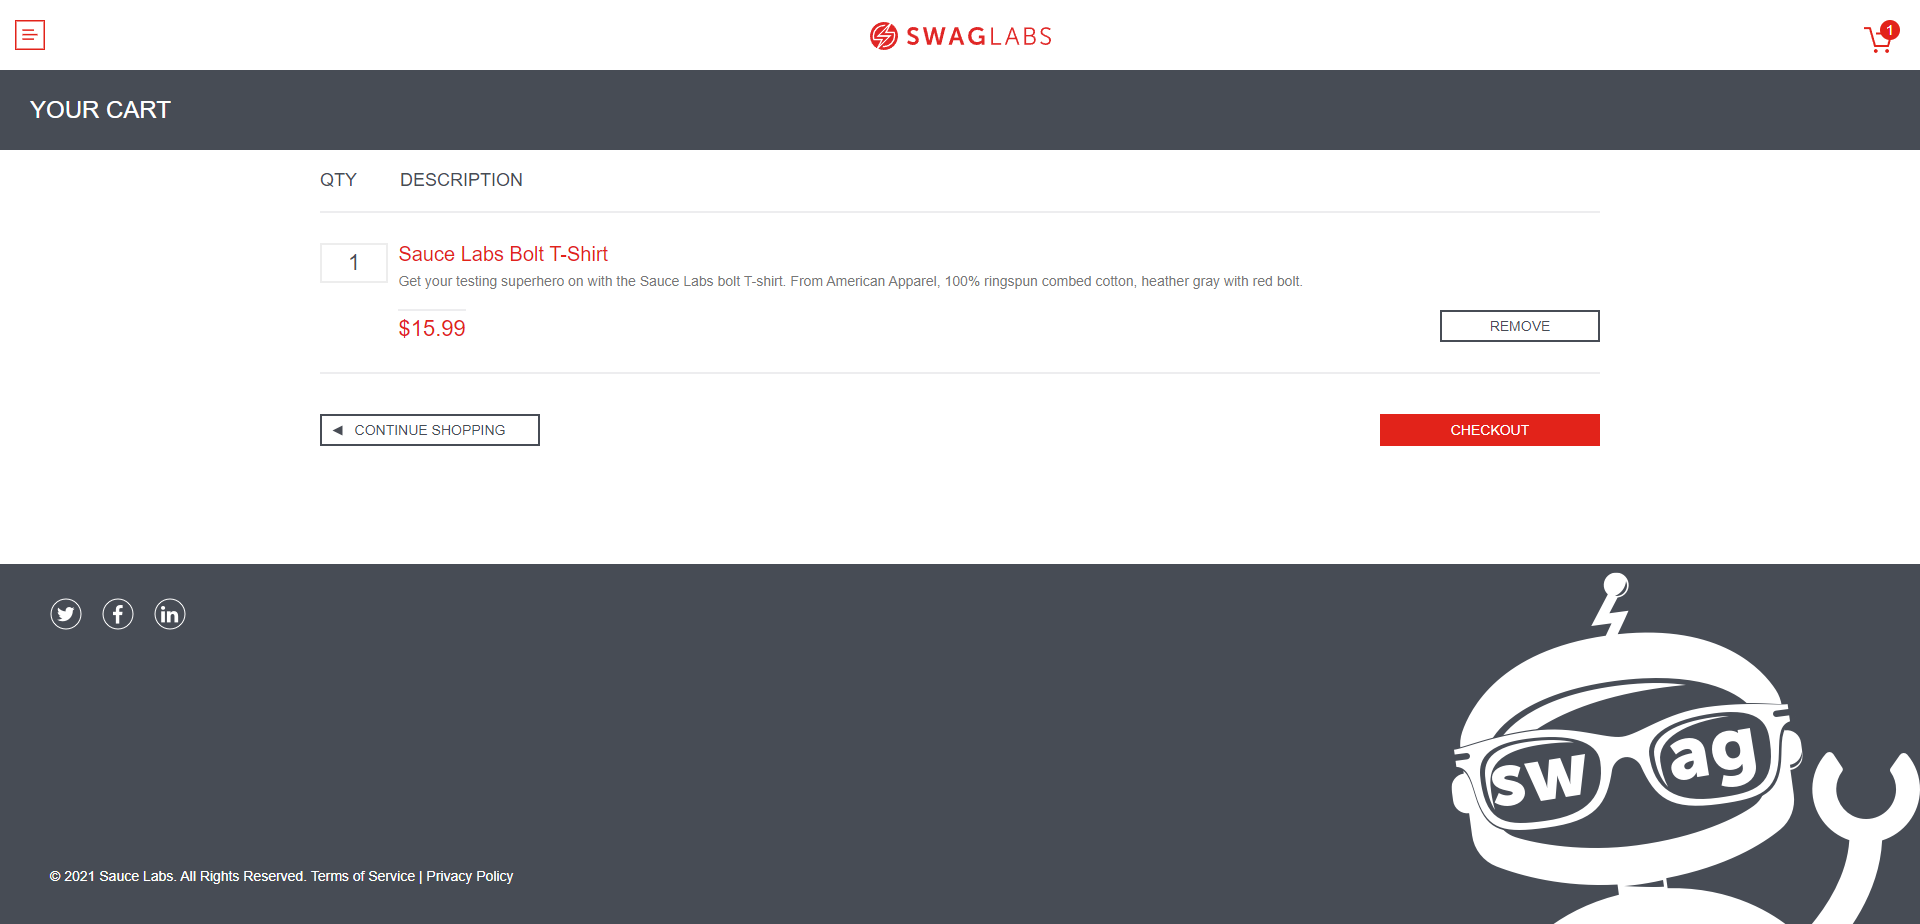 SWAGLABS
1
YOUR CART
QTY DESCRIPTION
1
Sauce Labs Bolt T-Shirt
Get your testing superhero on with the Sauce Labs bolt T-shirt. From American Apparel, 100% ringspun combed cotton, heather gray with red bolt.
$15.99
REMOVE
CONTINUE SHOPPING
CHECKOUT
swag
© 2021 Sauce Labs. All Rights Reserved. Terms of Service | Privacy Policy